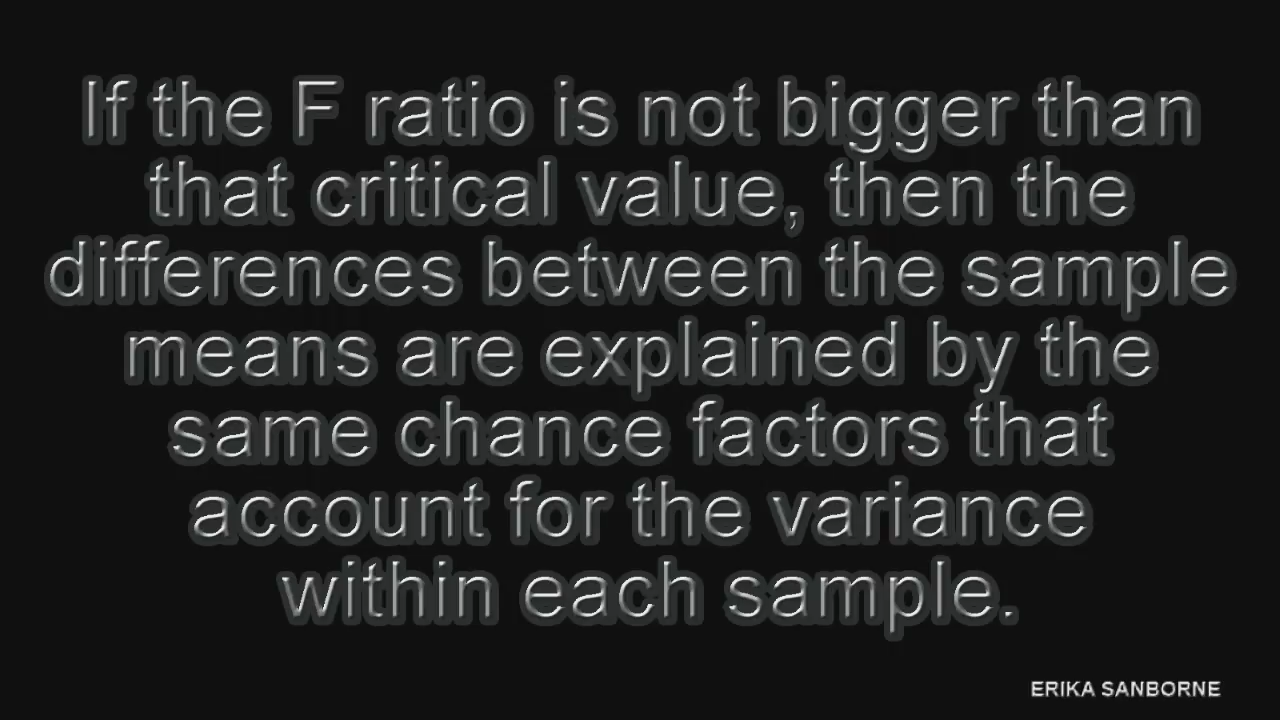 If the F ratio is not bigger than
that critical value, then the
differences between the sample
means are explained by the
same chance factors that
account for the variance
within each sample.
ERIKA SANBORNE